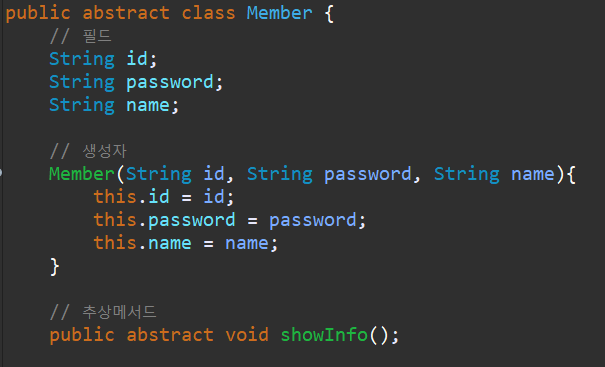 public abstract class Member {
// 필드
String id;
String password;
String name;
// 생성자
Member(String id, String password, String name){
this.id = id;
this.password = password;
this.name = name;
}
// 추상메서드
public abstract void showInfo();